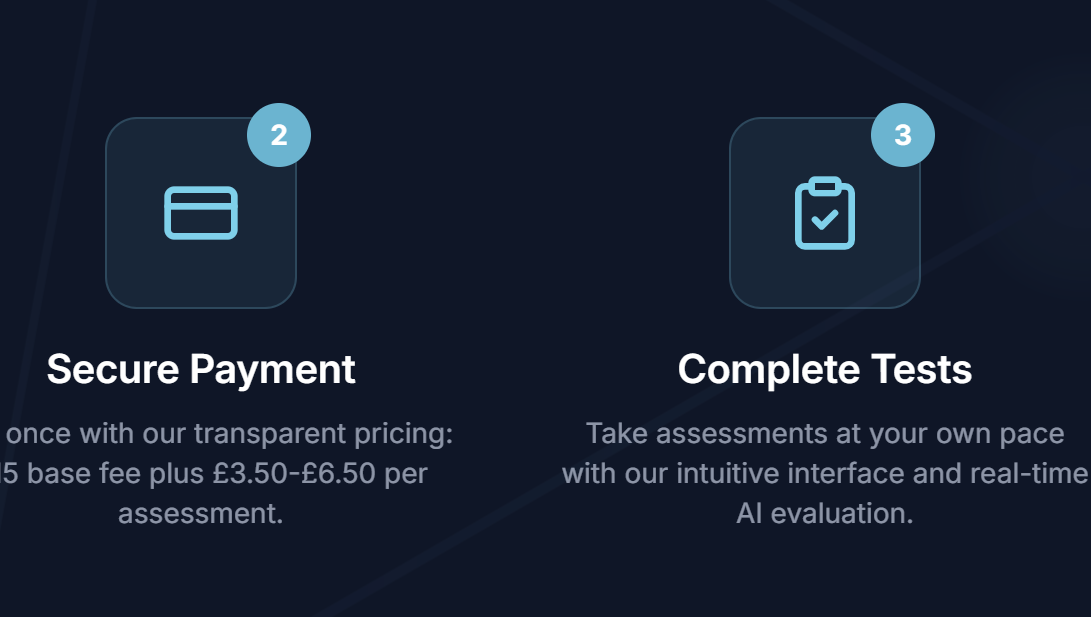 2
Secure Payment
once with our transparent pricing:
base fee plus £3.50-£6.50 per
assessment.
3
Complete Tests
Take assessments at your own pace
with our intuitive interface and real-time
AI evaluation.